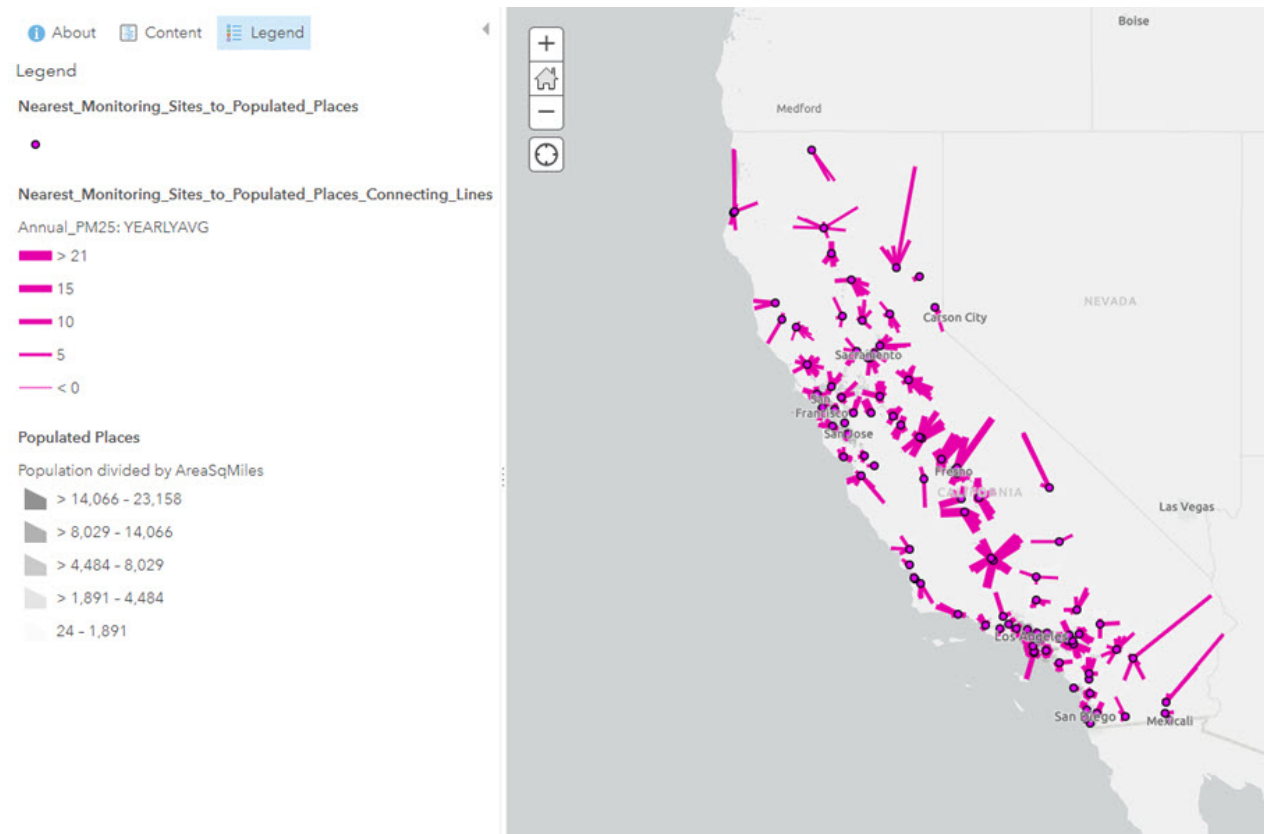 About Content Legend
Legend
Nearest_Monitoring_Sites_to_Populated_Places
Nearest_Monitoring_Sites_to_Populated_Places_Connecting_Lines
Annual_PM25: YEARLYAVG
> 21
15
10
5
< 0
Populated Places
Population divided by AreaSqMiles
> 14,066 - 23,158
> 8,029 - 14,066
> 4,484 - 8,029
> 1,891 - 4,484
24 - 1,891
Boise
Medford
NEVADA
Carson City
Sacramento
San
Francisco
San Jose
Fresno
CALIFORNIA
Las Vegas
Los Angeles
San Diego
Mexicali